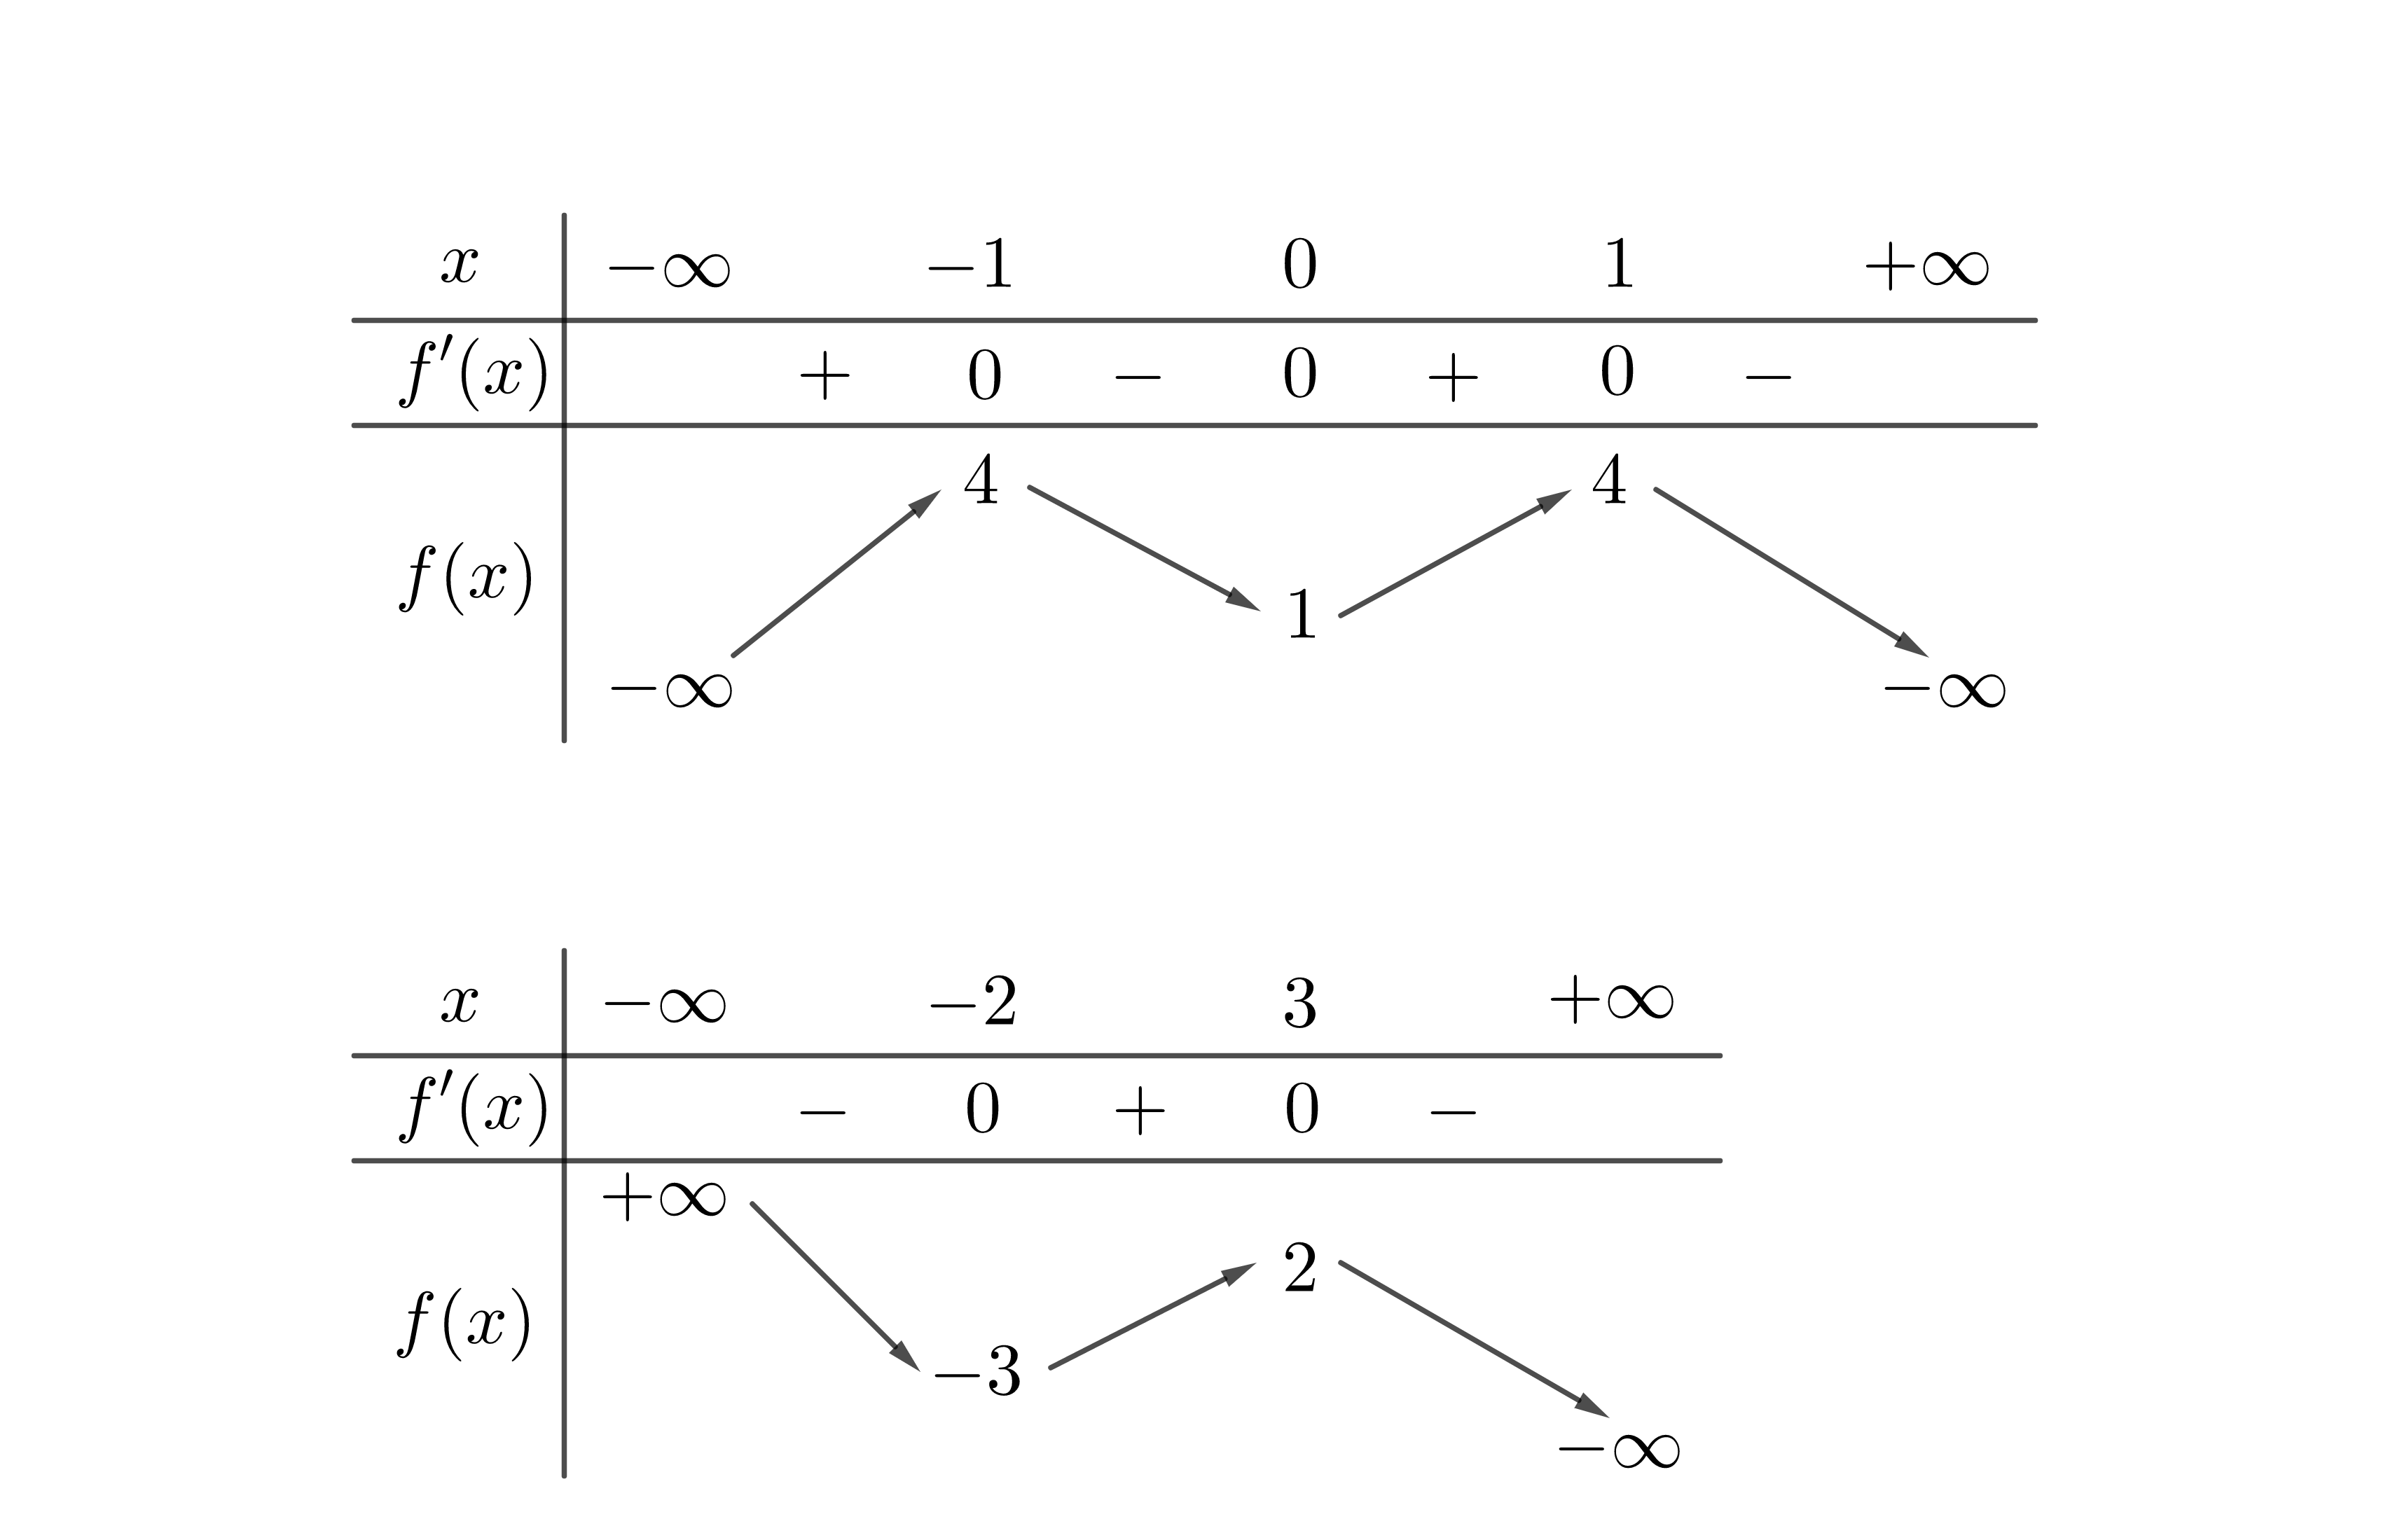 x −∞ −1 0 1 +∞
f′(x) + 0 − 0 + 0 −
4 4
f(x)
1
−∞ −∞
x −∞ −2 3 +∞
f′(x) − 0 + 0 −
+∞
2
f(x)
−3
−∞